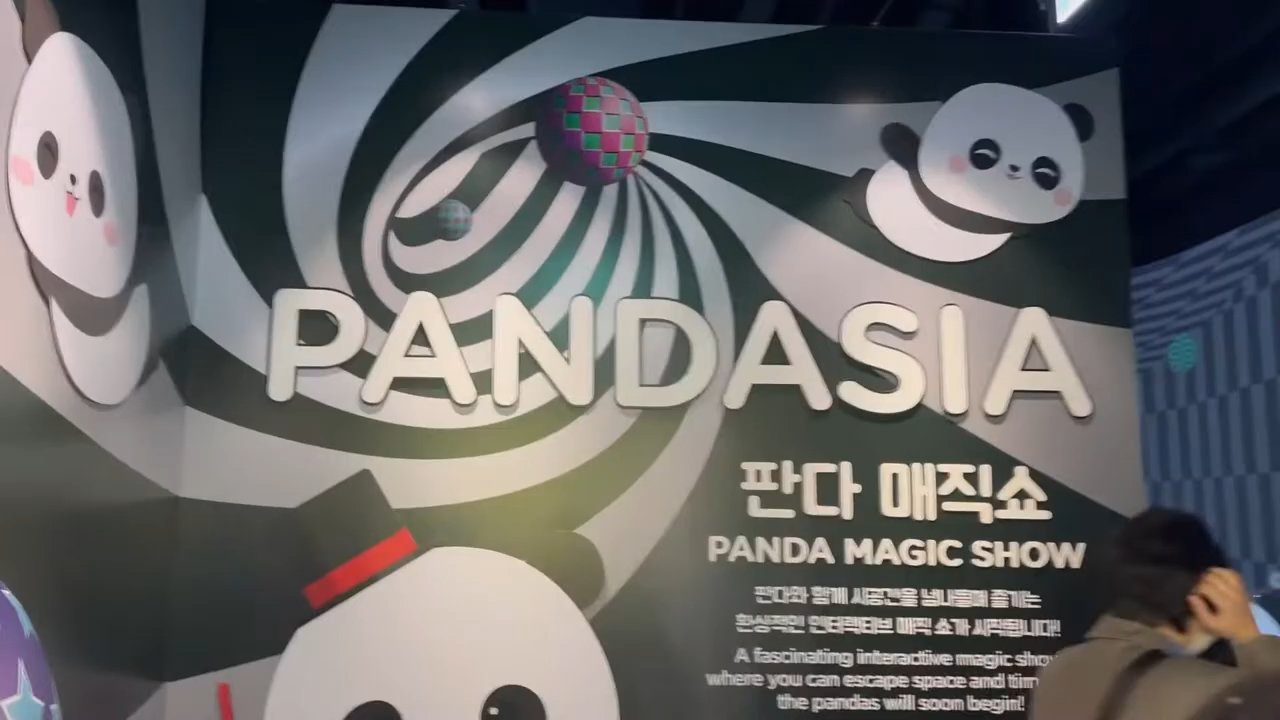 PANDASIA
판다 매직쇼
PANDA MAGIC SHOW
판다와 함께 시공간을 넘나들며 즐기는
환상적인 인터랙티브 매직 쇼가 시작됩니다!
A fascinating interactive magic show
where you can escape space and tim
the pandas will soon begin!